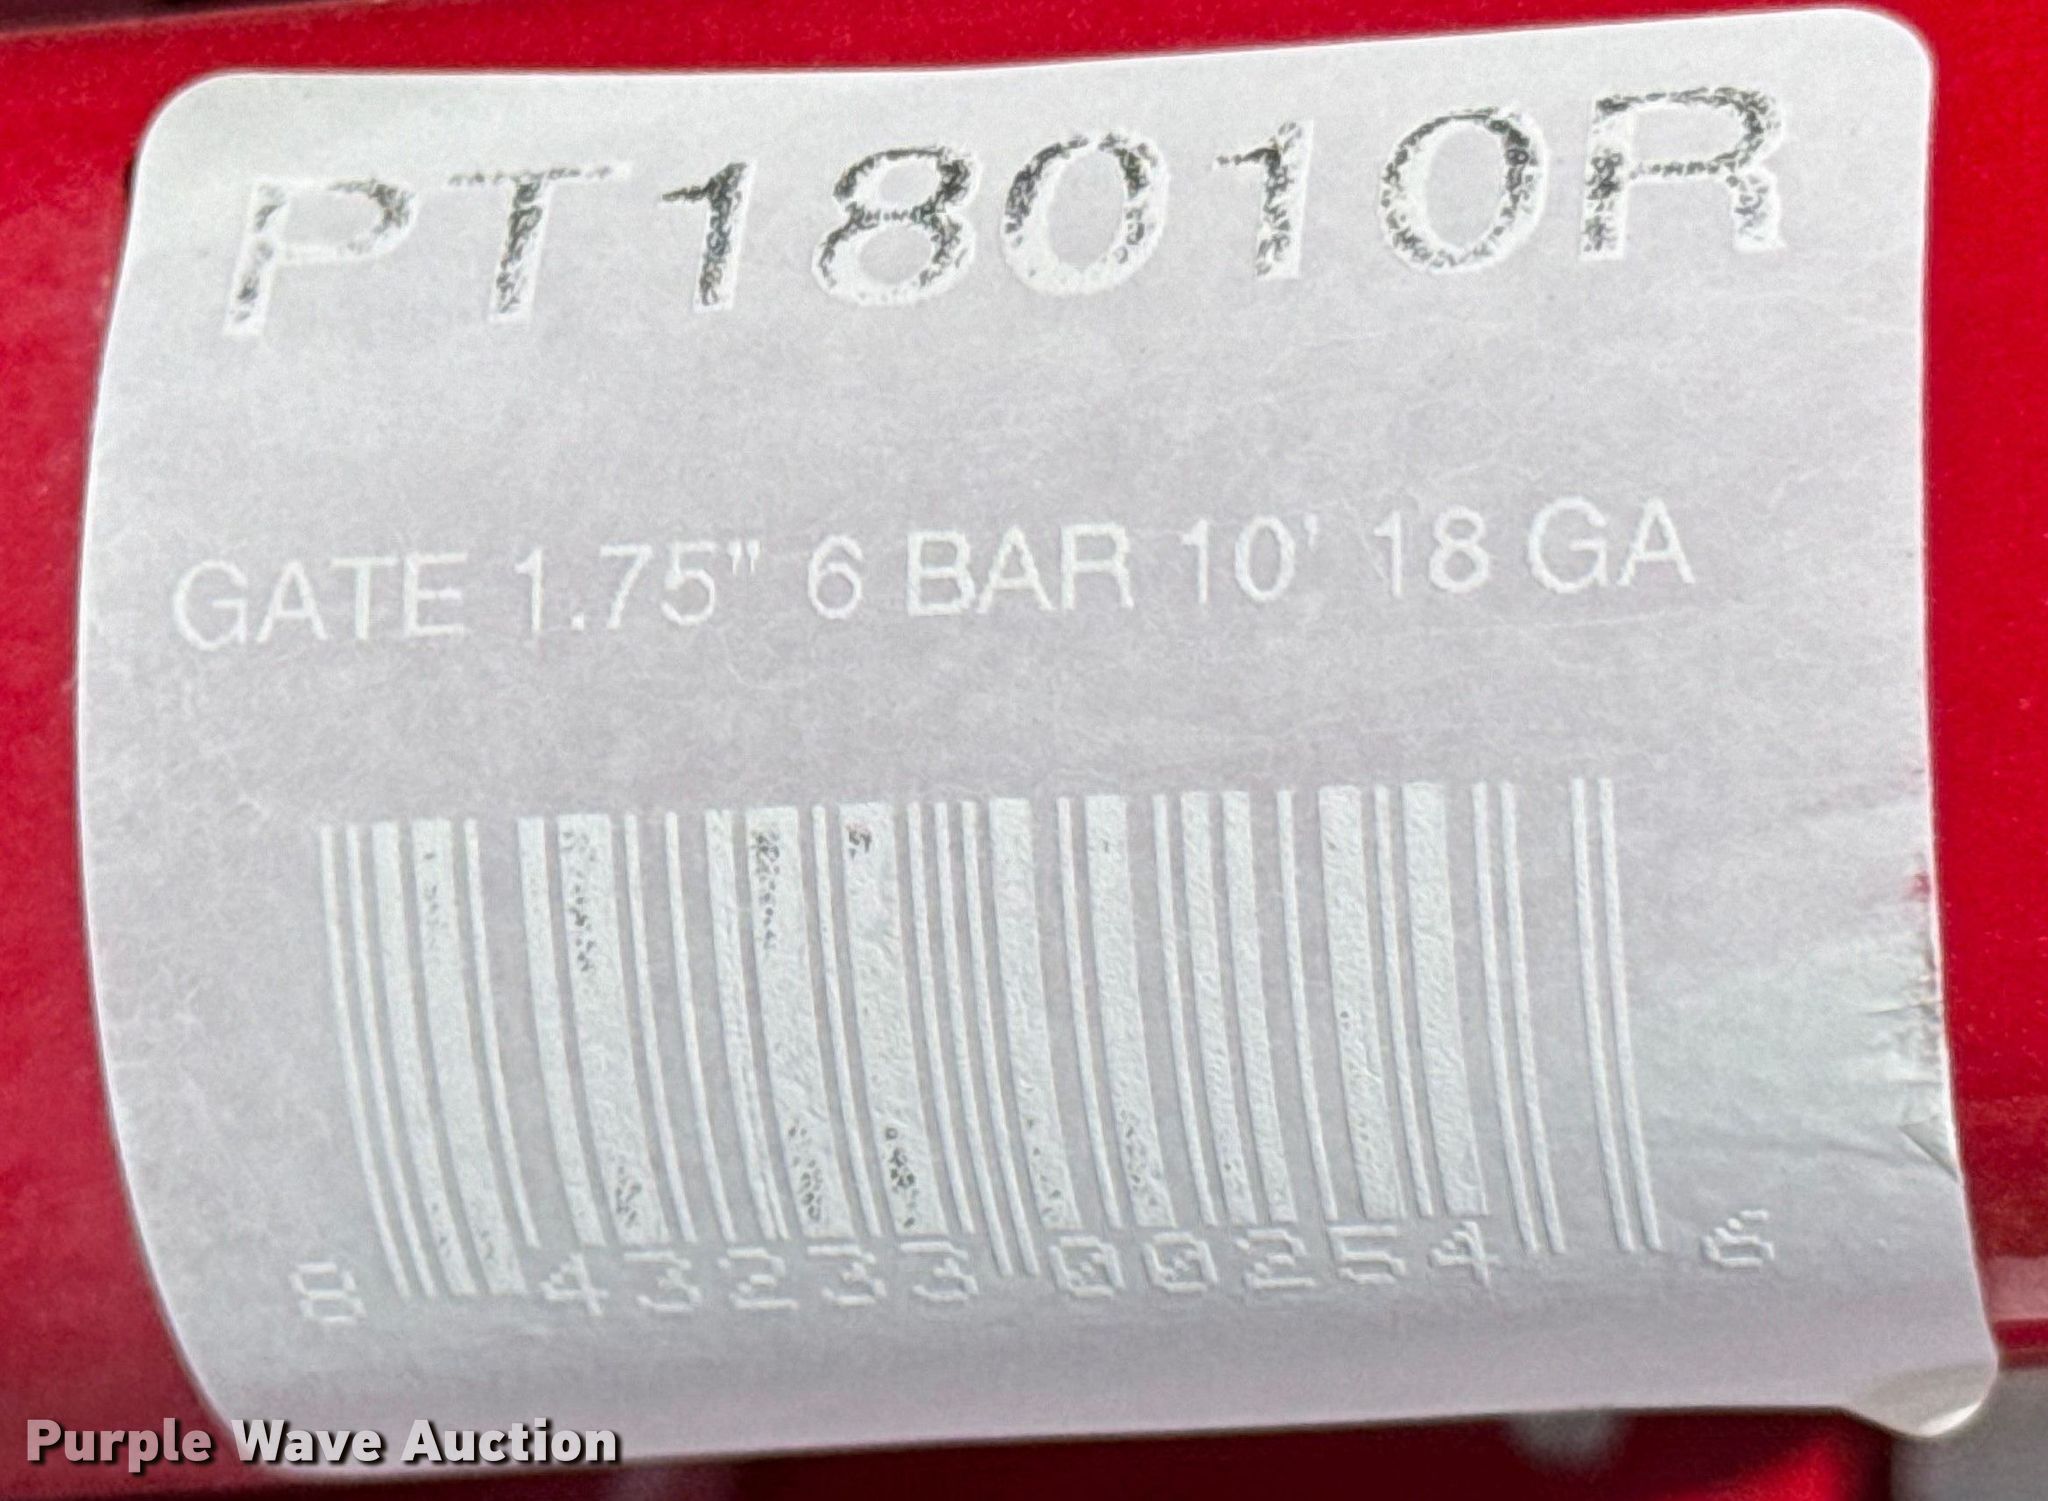 PT18010R
GATE 1.75" 6 BAR 10' 18 GA
8 43233 00254 6
Purple Wave Auction